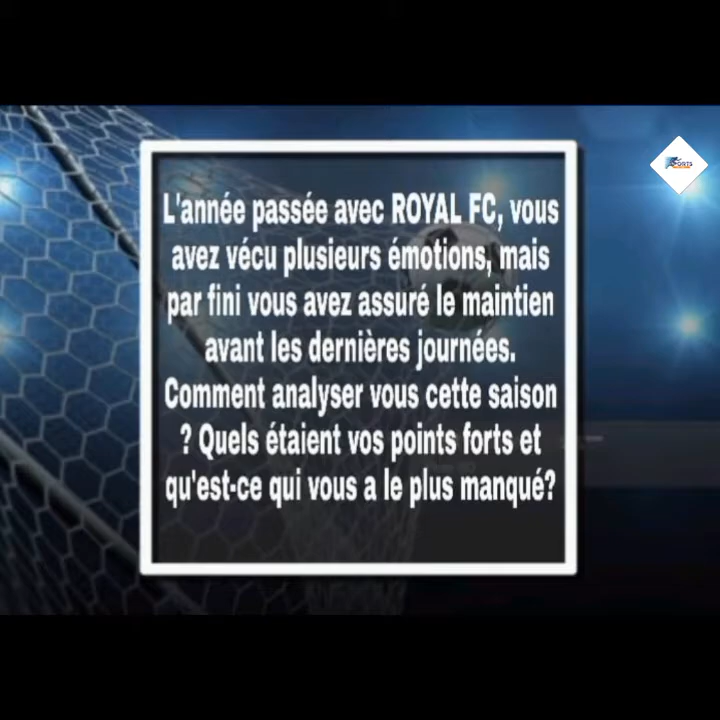 L'année passée avec ROYAL FC, vous
avez vécu plusieurs émotions, mais
par fini vous avez assuré le maintien
avant les dernières journées.
Comment analyser vous cette saison
? Quels étaient vos points forts et
qu'est-ce qui vous a le plus manqué?
SPORTS